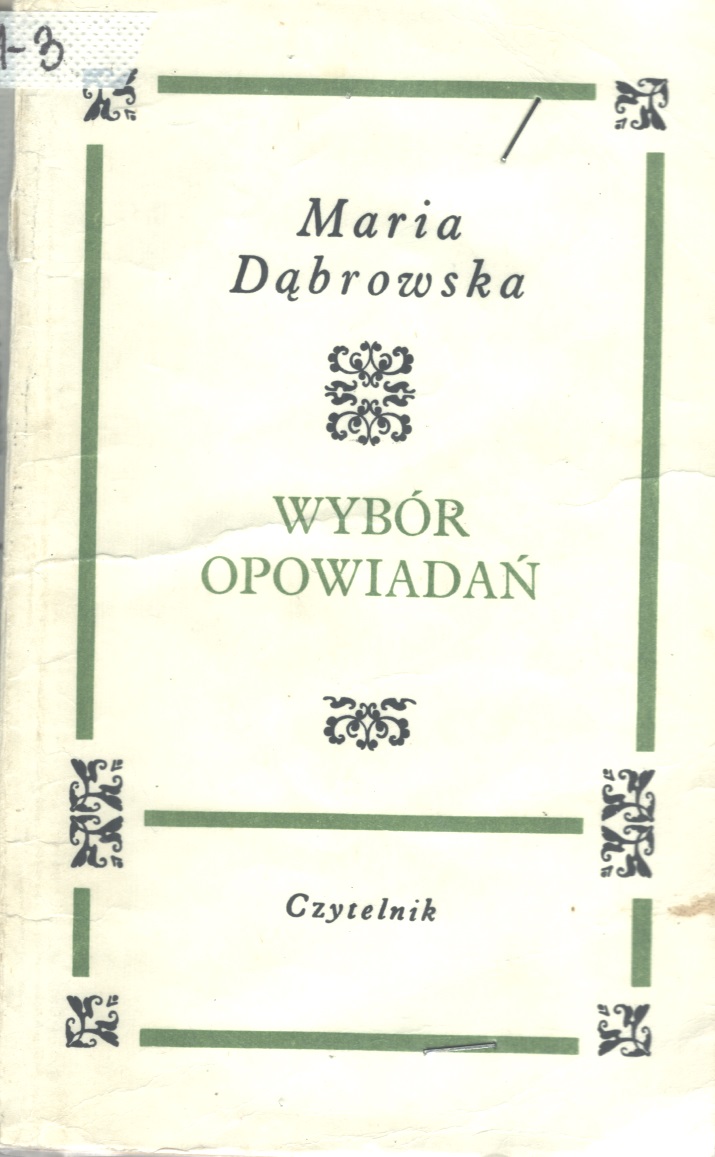 1-3
Maria
Dąbrowska
WYBÓR
OPOWIADAŃ
Czytelnik